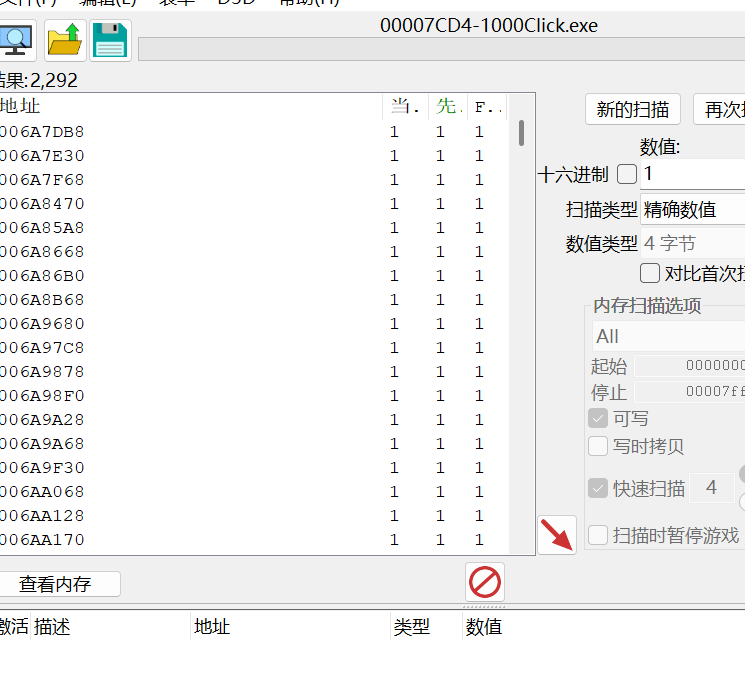 编辑(E) 表单 D3D 帮助(H)
00007CD4-1000Click.exe
结果:2,292
地址 当. 先. F..
006A7DB8 1 1 1
006A7E30 1 1 1
006A7F68 1 1 1
006A8470 1 1 1
006A85A8 1 1 1
006A8668 1 1 1
006A86B0 1 1 1
006A8B68 1 1 1
006A9680 1 1 1
006A97C8 1 1 1
006A9878 1 1 1
006A98F0 1 1 1
006A9A28 1 1 1
006A9A68 1 1 1
006A9F30 1 1 1
006AA068 1 1 1
006AA128 1 1 1
006AA170 1 1 1
新的扫描 再次
数值:
十六进制 1
扫描类型 精确数值
数值类型 4 字节
对比首次
内存扫描选项
All
起始 0000000
停止 00007ff
可写
写时拷贝
快速扫描 4
扫描时暂停游戏
查看内存
激活 描述 地址 类型 数值